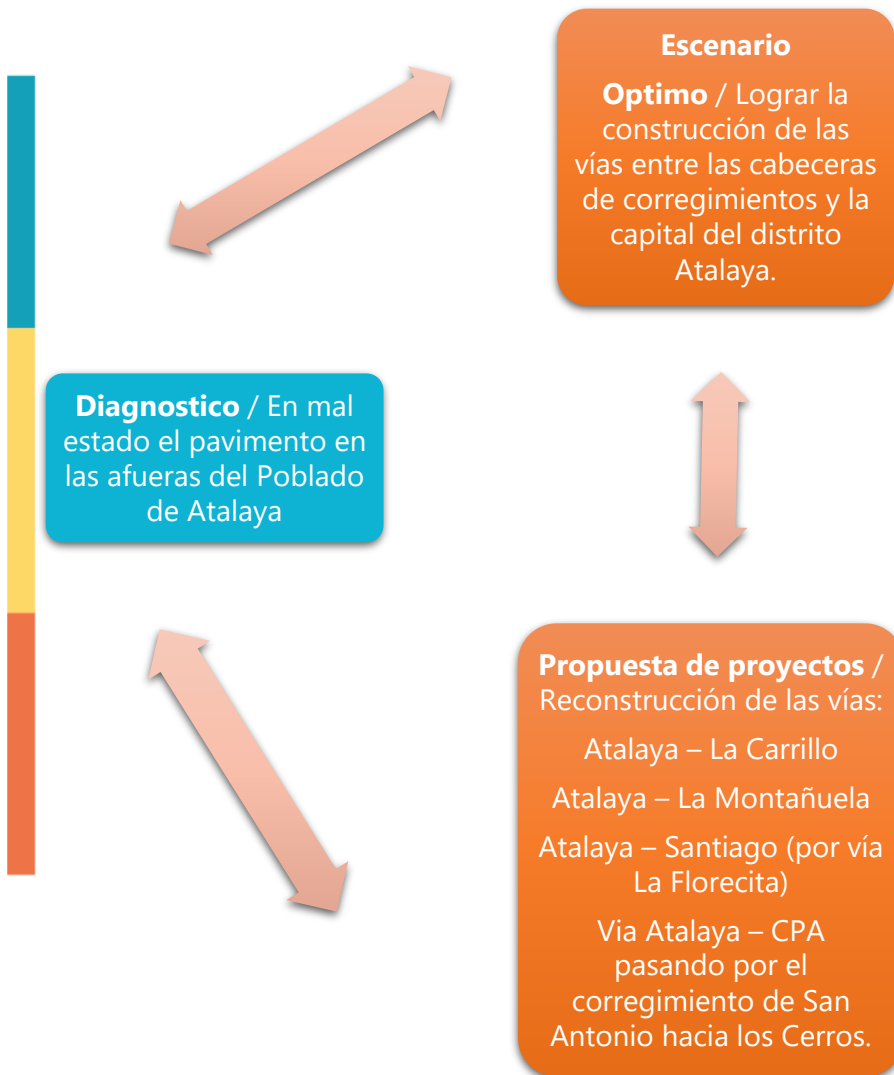 Escenario
Optimo / Lograr la
construcción de las
vías entre las cabeceras
de corregimientos y la
capital del distrito
Atalaya.
Diagnostico / En mal
estado el pavimento en
las afueras del Poblado
de Atalaya
Propuesta de proyectos /
Reconstrucción de las vías:
Atalaya – La Carrillo
Atalaya – La Montañuela
Atalaya – Santiago (por vía
La Florecita)
Via Atalaya – CPA
pasando por el
corregimiento de San
Antonio hacia los Cerros.